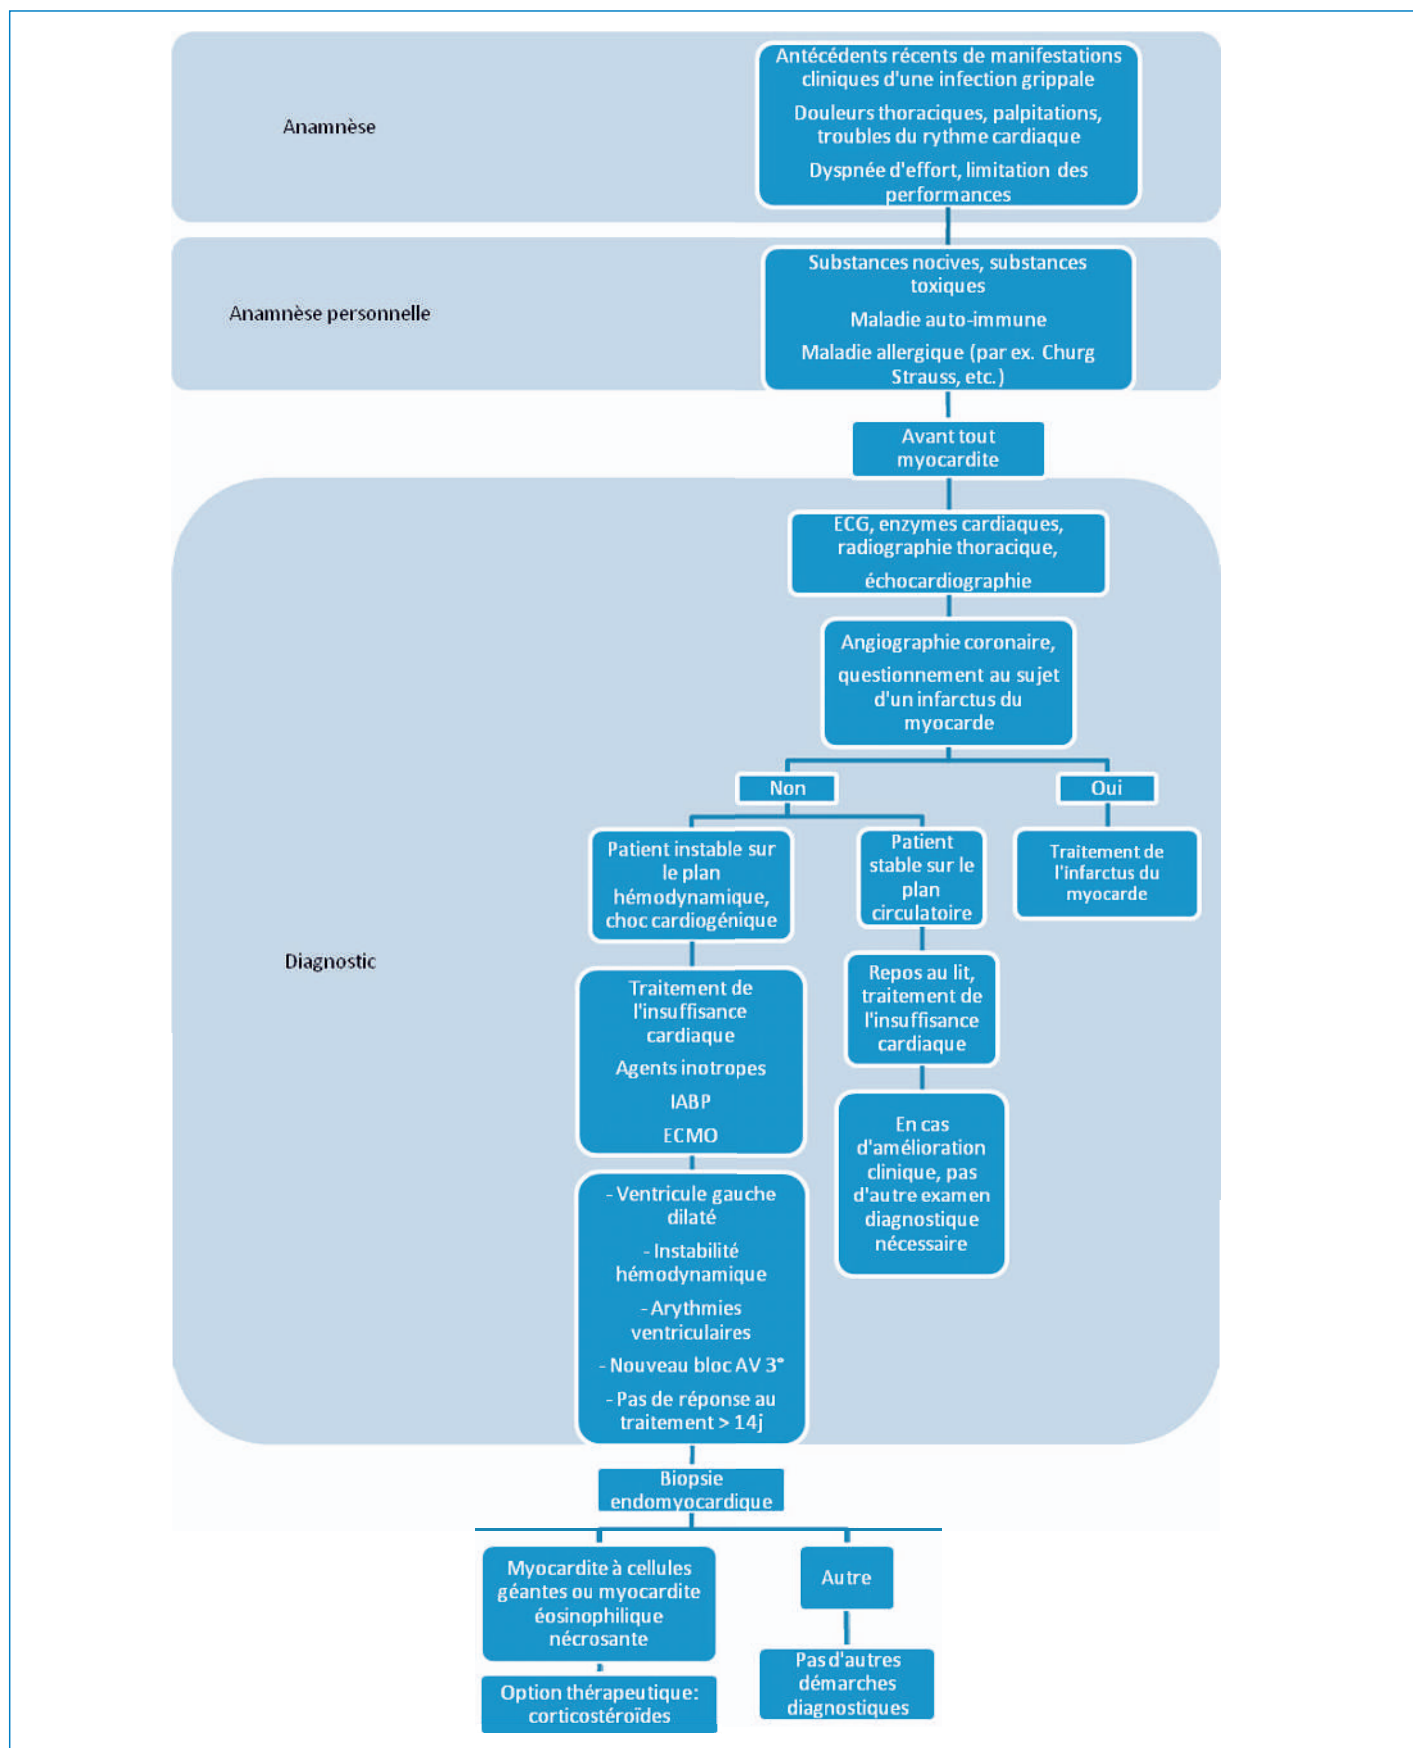 Anamnèse
Antécédents récents de manifestations
cliniques d'une infection grippale
Douleurs thoraciques, palpitations,
troubles du rythme cardiaque
Dyspnée d'effort, limitation des
performances
Anamnèse personnelle
Substances nocives, substances
toxiques
Maladie auto-immune
Maladie allergique (par ex. Churg
Strauss, etc.)
Avant tout
myocardite
Diagnostic
ECG, enzymes cardiaques,
radiographie thoracique,
échocardiographie
Angiographie coronaire,
questionnement au sujet
d'un infarctus du
myocarde
Non
Oui
Patient instable sur
le plan
hémodynamique,
choc cardiogénique
Patient
stable sur le
plan
circulatoire
Traitement de
l'infarctus du
myocarde
Traitement de
l'insuffisance
cardiaque
Agents inotropes
IABP
ECMO
Repos au lit,
traitement de
l'insuffisance
cardiaque
- Ventricule gauche
dilaté
- Instabilité
hémodynamique
- Arythmies
ventriculaires
- Nouveau bloc AV 3°
- Pas de réponse au
traitement > 14j
En cas
d'amélioration
clinique, pas
d'autre examen
diagnostique
nécessaire
Biopsie
endomyocardique
Myocardite à cellules
géantes ou myocardite
éosinophilique
nécrosante
Autre
Option thérapeutique:
corticostéroïdes
Pas d'autres
démarches
diagnostiques